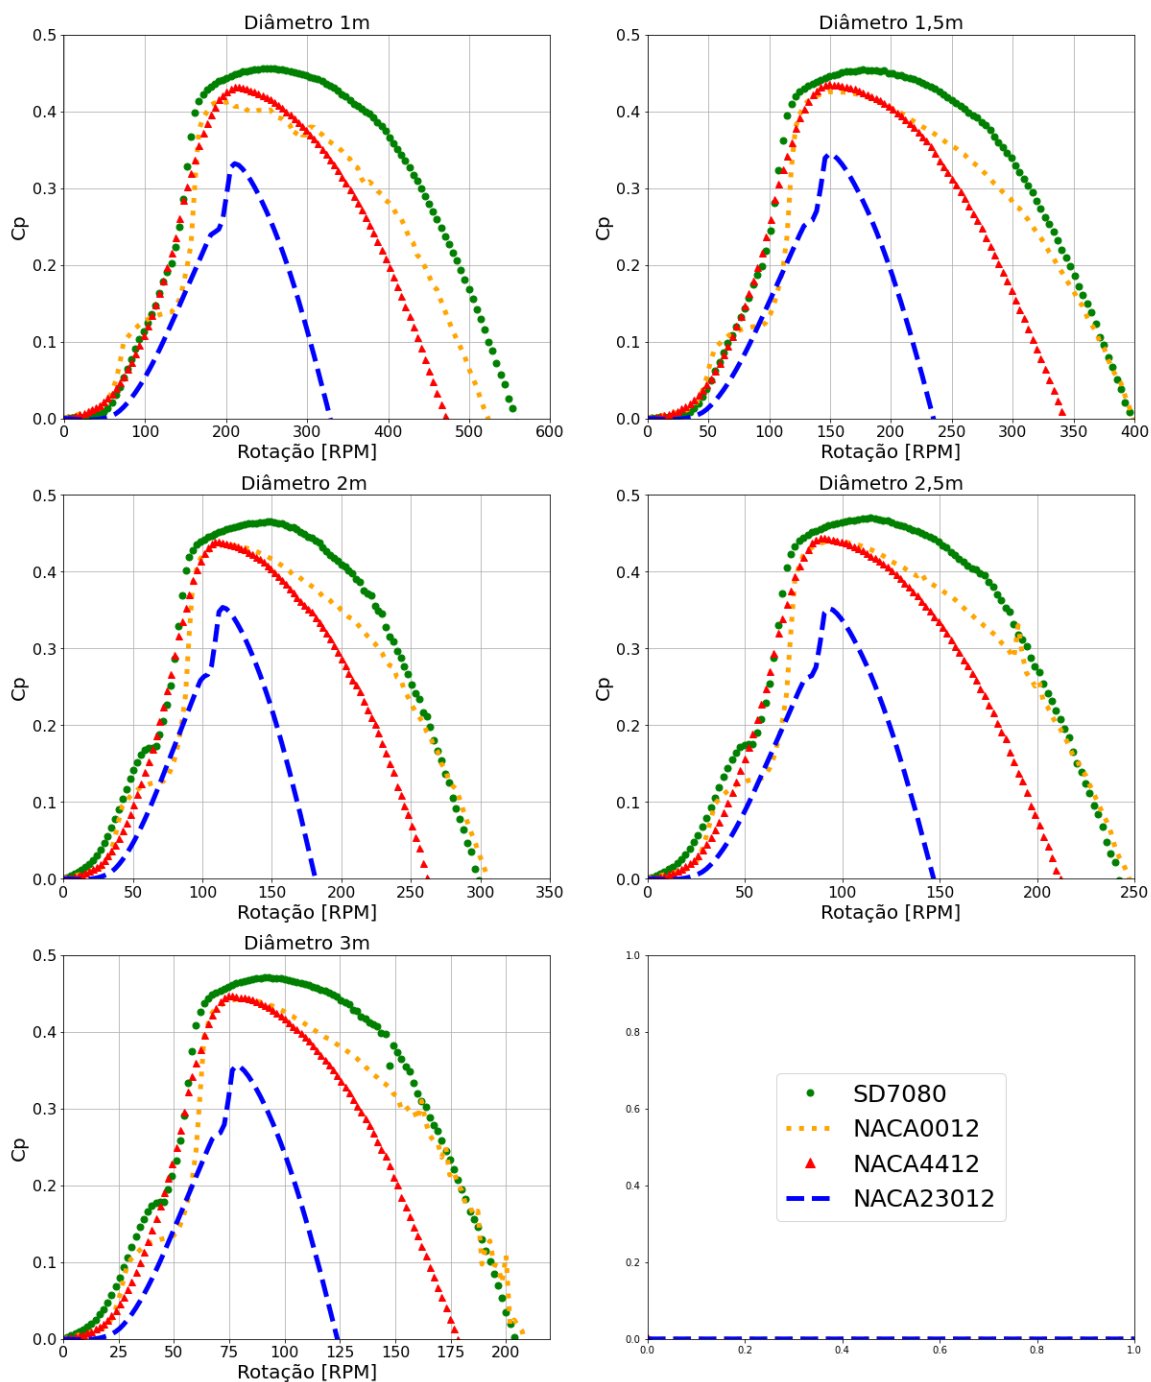 Diâmetro 1m
0.5
0.4
0.3
0.2
0.1
0.0
Cp
0 100 200 300 400 500 600
Rotação [RPM]
Diâmetro 1,5m
0.5
0.4
0.3
0.2
0.1
0.0
Cp
0 50 100 150 200 250 300 350 400
Rotação [RPM]
Diâmetro 2m
0.5
0.4
0.3
0.2
0.1
0.0
Cp
0 50 100 150 200 250 300 350
Rotação [RPM]
Diâmetro 2,5m
0.5
0.4
0.3
0.2
0.1
0.0
Cp
0 50 100 150 200 250
Rotação [RPM]
Diâmetro 3m
0.5
0.4
0.3
0.2
0.1
0.0
Cp
0 25 50 75 100 125 150 175 200
Rotação [RPM]
1.0
0.8
0.6
0.4
0.2
0.0
0.0 0.2 0.4 0.6 0.8 1.0
SD7080
NACA0012
NACA4412
NACA23012